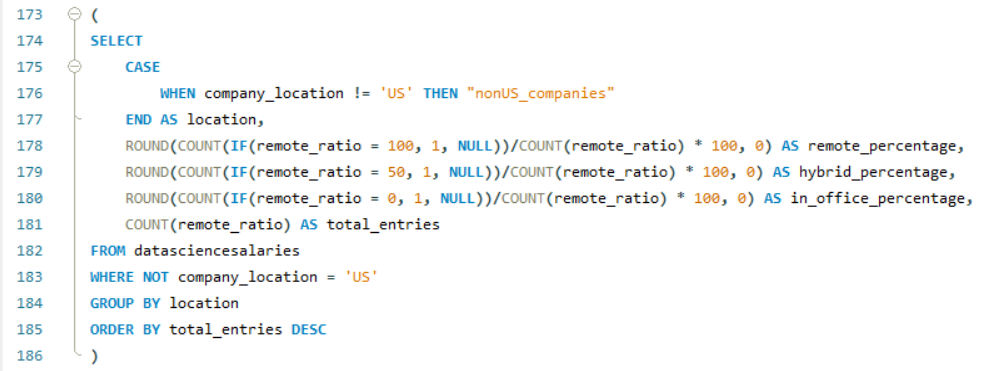 173 (
174 SELECT
175 CASE
176 WHEN company_location != 'US' THEN "nonUS_companies"
177 END AS location,
178 ROUND(COUNT(IF(remote_ratio = 100, 1, NULL))/COUNT(remote_ratio) * 100, 0) AS remote_percentage,
179 ROUND(COUNT(IF(remote_ratio = 50, 1, NULL))/COUNT(remote_ratio) * 100, 0) AS hybrid_percentage,
180 ROUND(COUNT(IF(remote_ratio = 0, 1, NULL))/COUNT(remote_ratio) * 100, 0) AS in_office_percentage,
181 COUNT(remote_ratio) AS total_entries
182 FROM datasciencesalaries
183 WHERE NOT company_location = 'US'
184 GROUP BY location
185 ORDER BY total_entries DESC
186 )